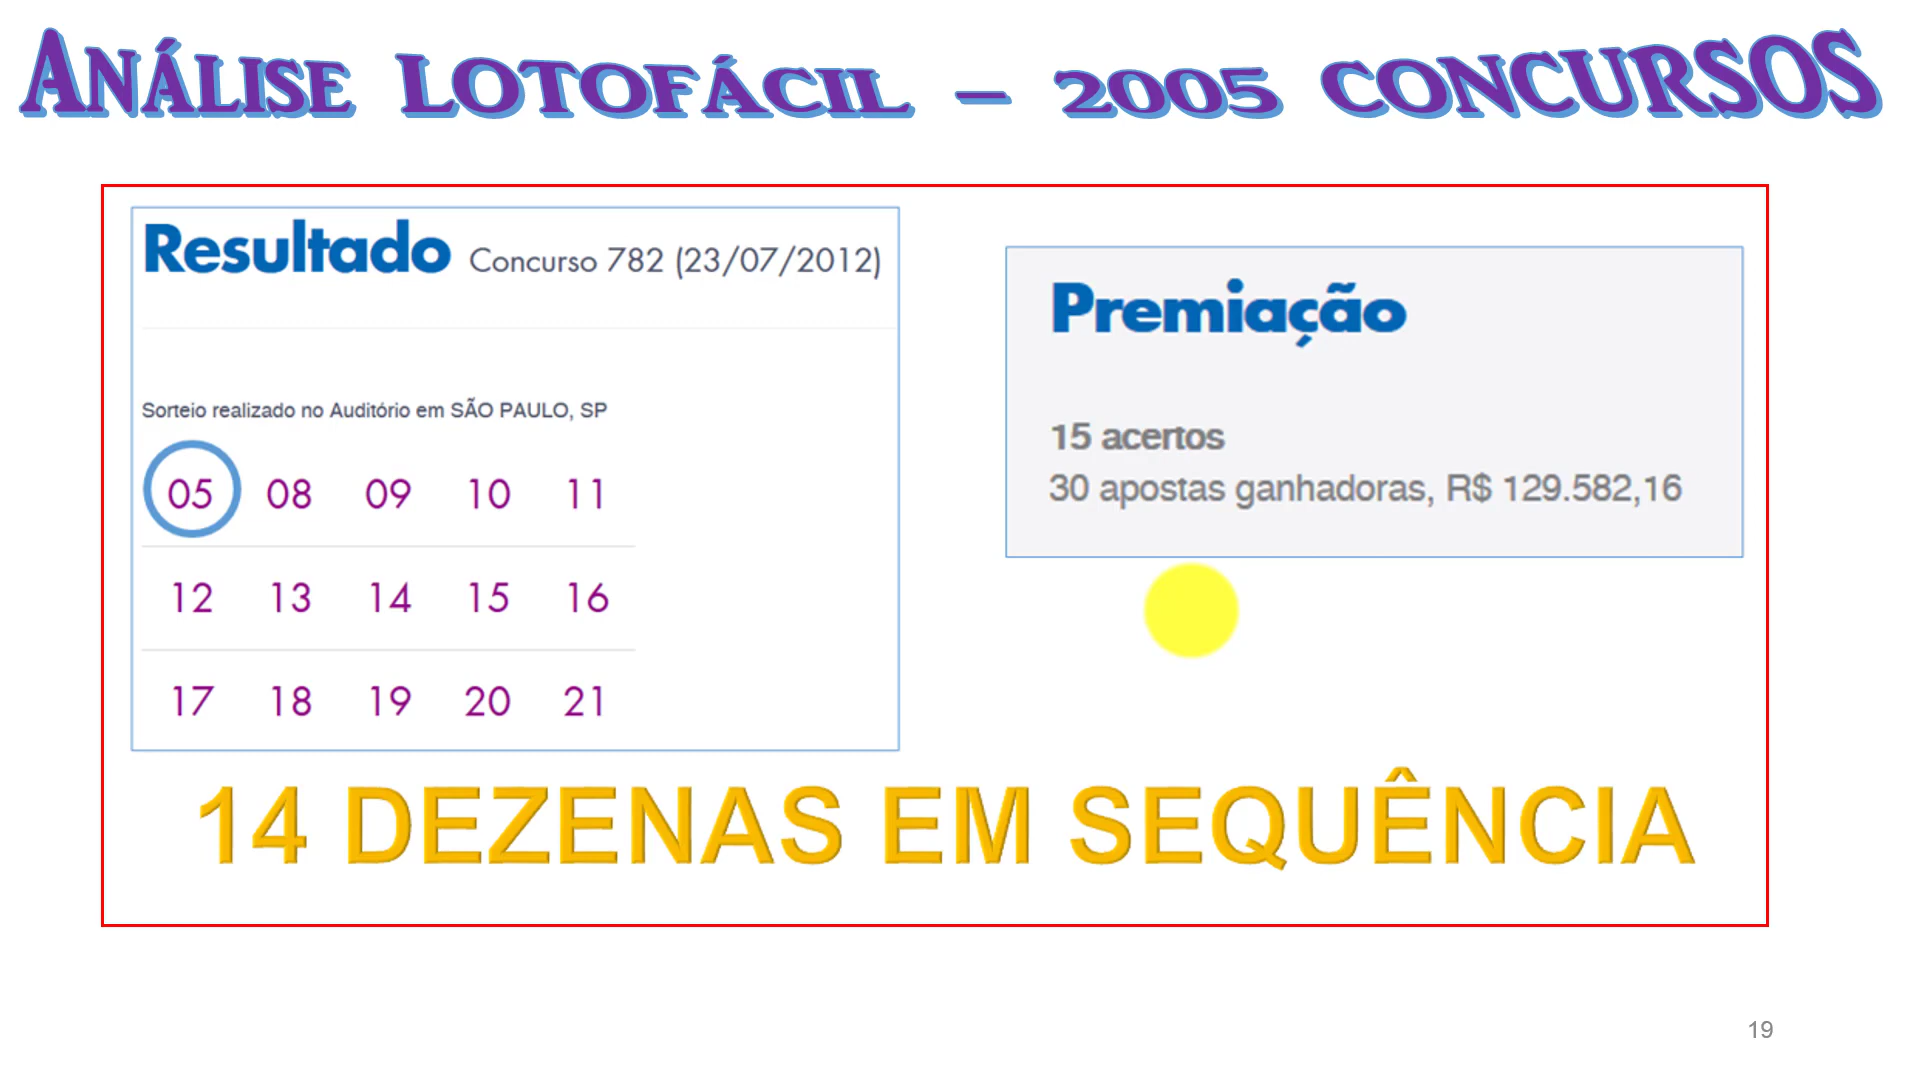 ANÁLISE LOTOFÁCIL – 2005 CONCURSOS
Resultado Concurso 782 (23/07/2012)
Sorteio realizado no Auditório em SÃO PAULO, SP
05 08 09 10 11
12 13 14 15 16
17 18 19 20 21
Premiação
15 acertos
30 apostas ganhadoras, R$ 129.582,16
14 DEZENAS EM SEQUÊNCIA
19